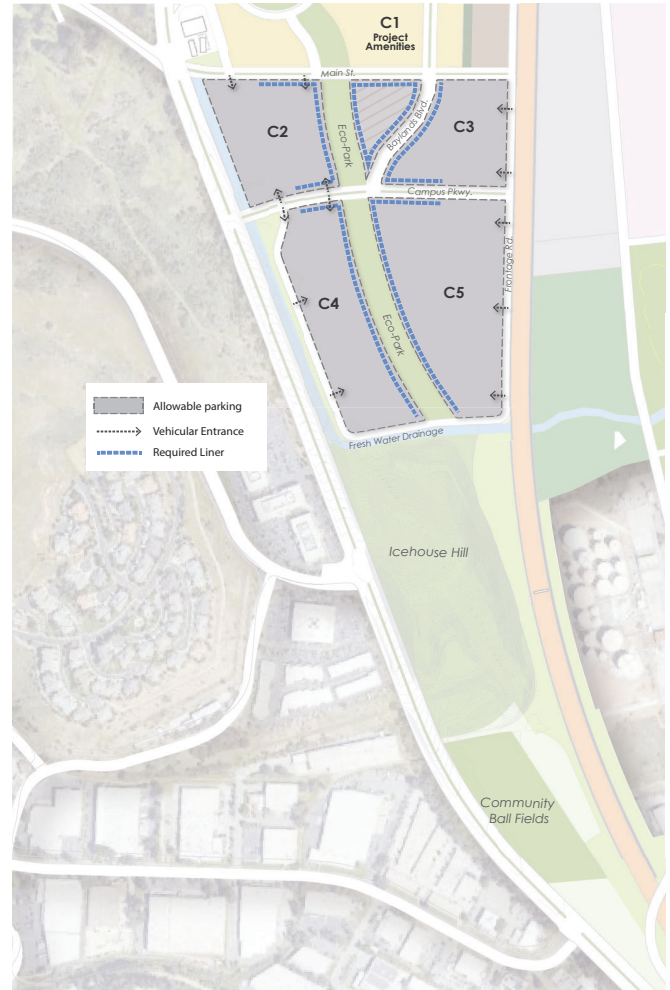 C1
Project
Amenities
Main St.
C2
Eco-Park
Baylands Blvd.
C3
Campus Pkwy.
C4
C5
Frontage Rd.
Eco-Park
Allowable parking
Vehicular Entrance
Required Liner
Fresh Water Drainage
Icehouse Hill
Community
Ball Fields